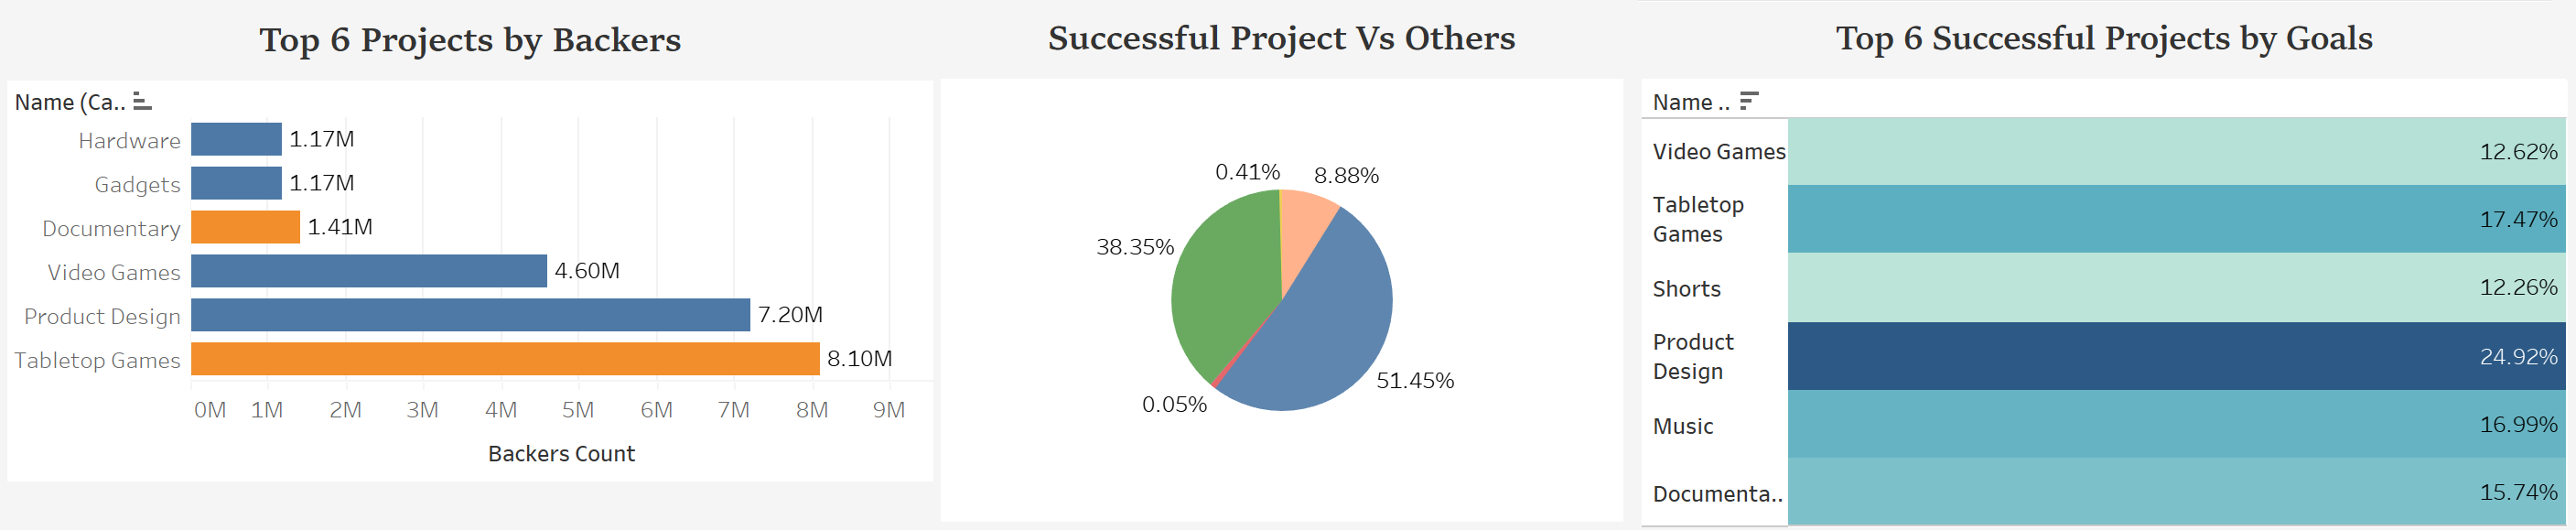 Top 6 Projects by Backers
Name (Ca..
Hardware
1.17M
Gadgets
1.17M
Documentary
1.41M
Video Games
4.60M
Product Design
7.20M
Tabletop Games
8.10M
0M 1M 2M 3M 4M 5M 6M 7M 8M 9M
Backers Count
Successful Project Vs Others
0.41%
8.88%
38.35%
51.45%
0.05%
Top 6 Successful Projects by Goals
Name ..
Video Games
12.62%
Tabletop
Games
17.47%
Shorts
12.26%
Product
Design
24.92%
Music
16.99%
Documenta..
15.74%